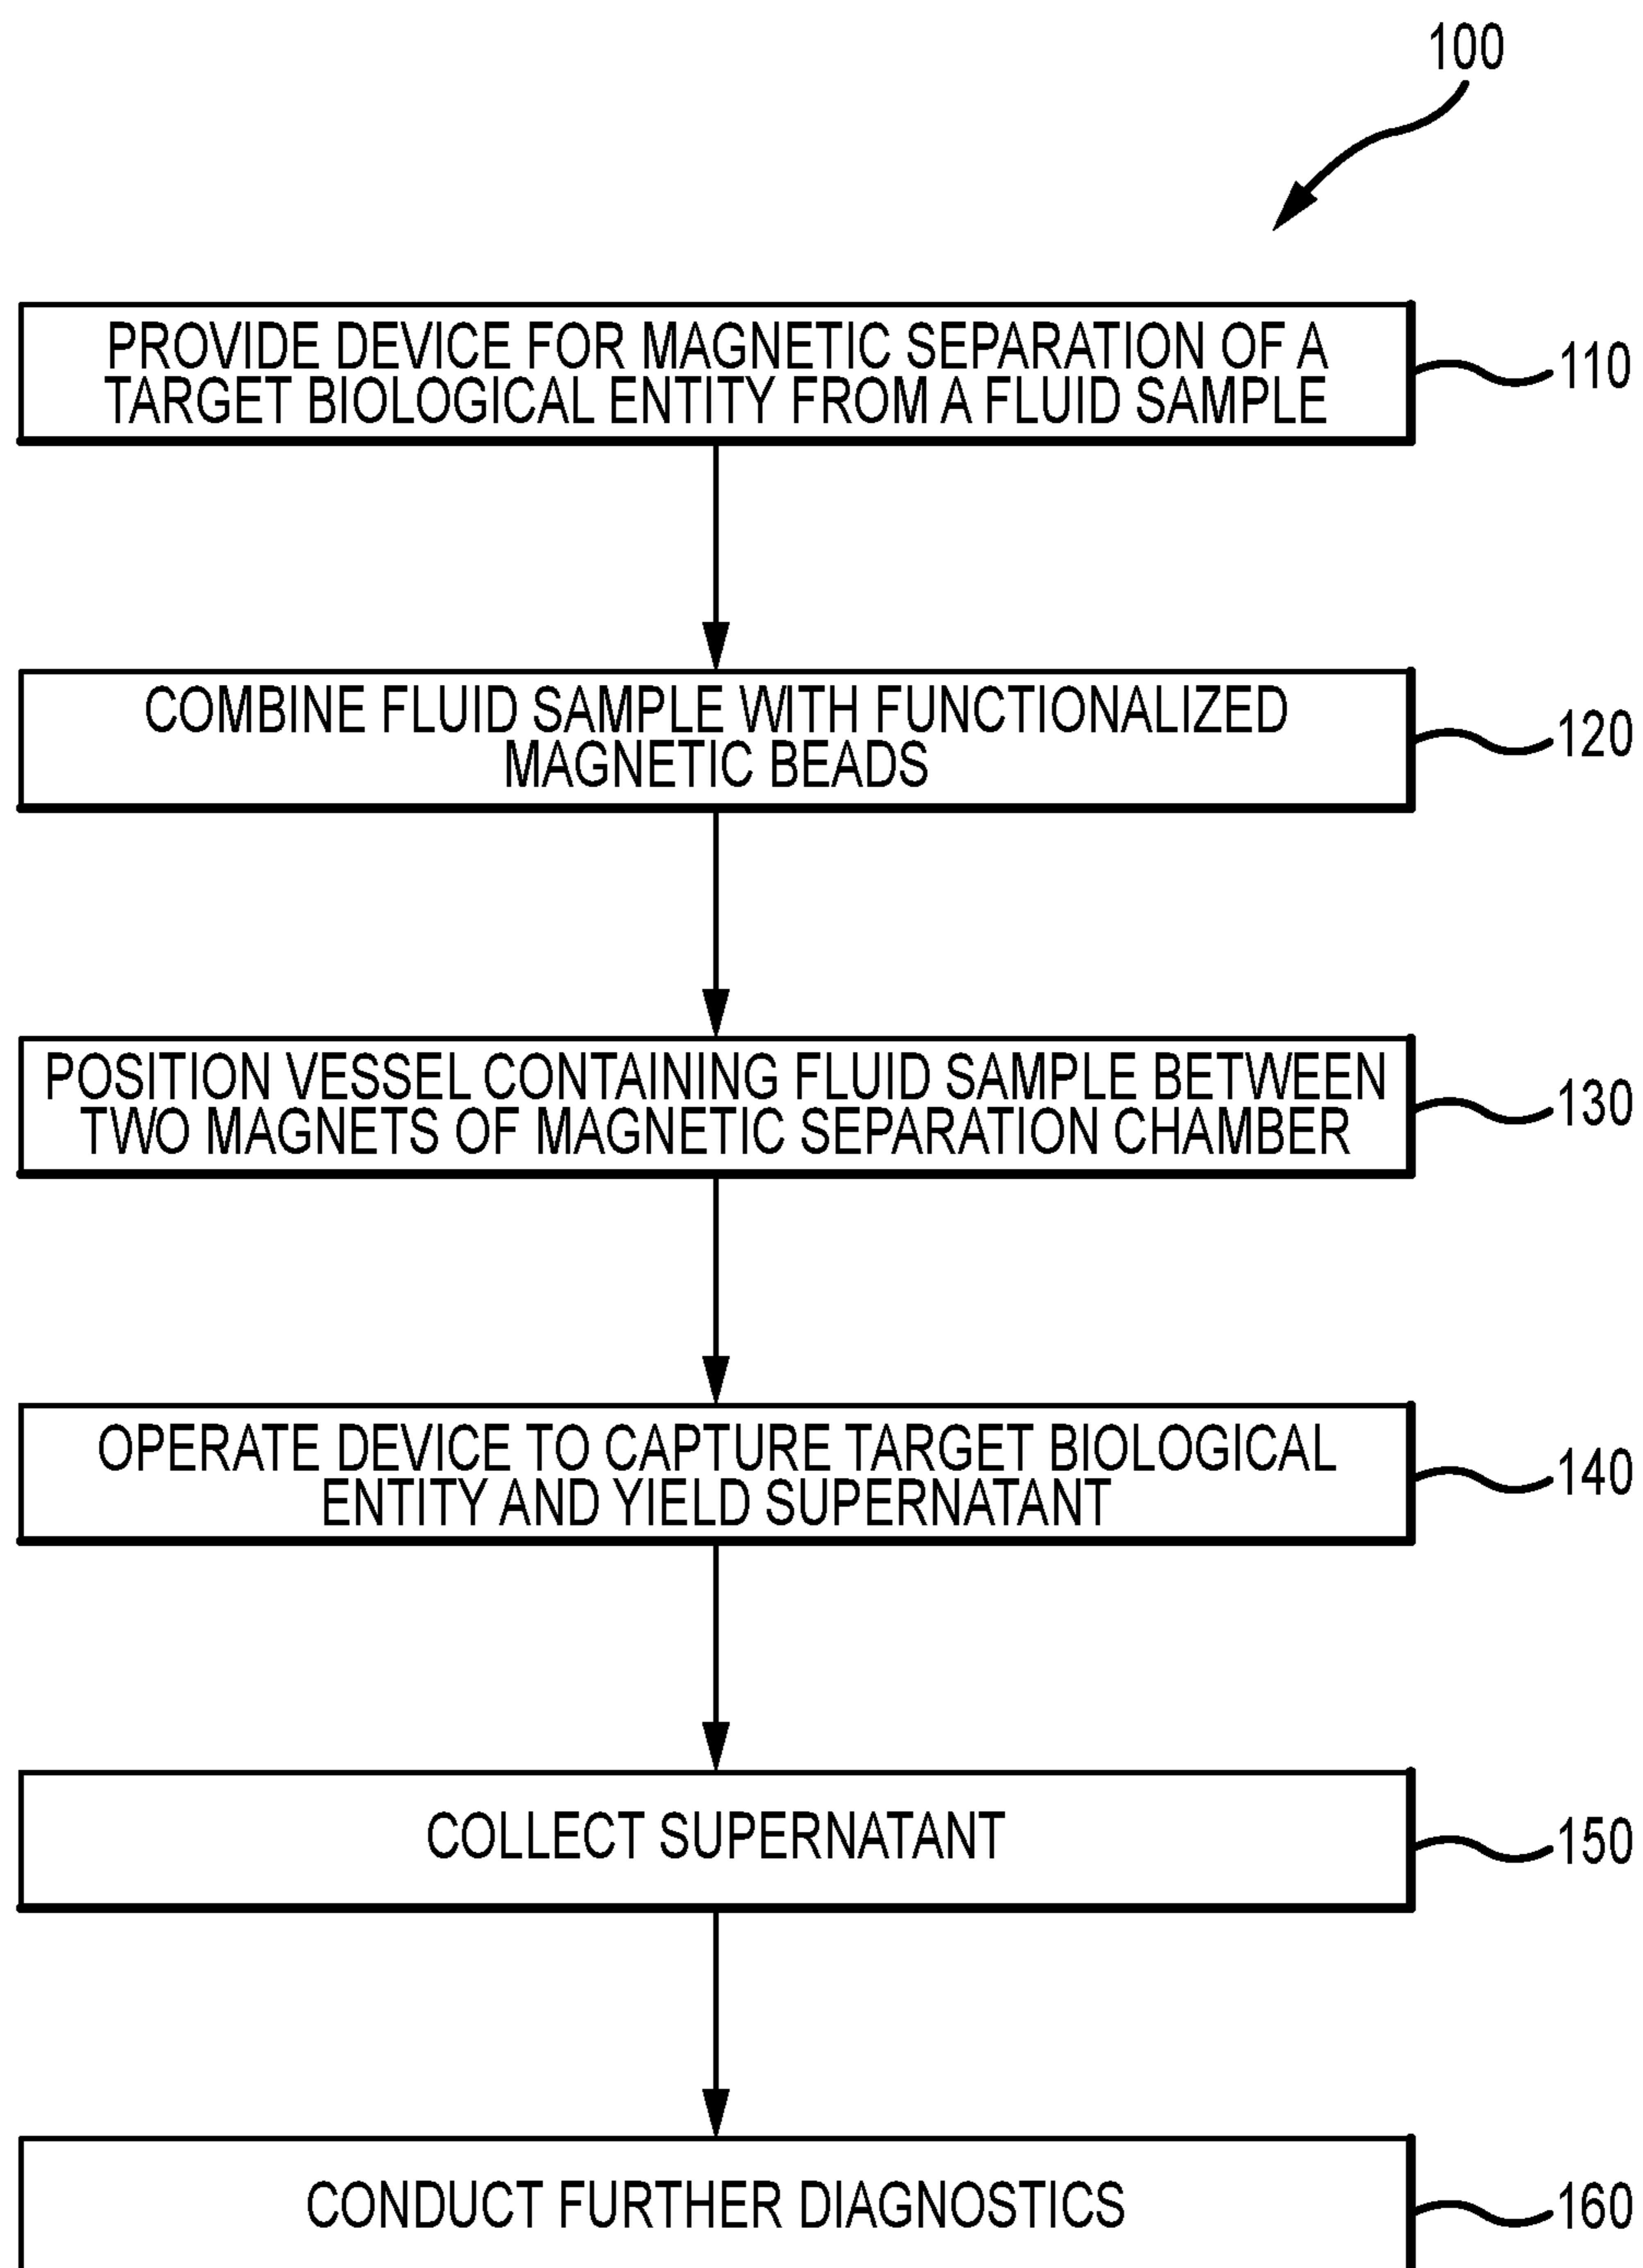 100
PROVIDE DEVICE FOR MAGNETIC SEPARATION OF A
TARGET BIOLOGICAL ENTITY FROM A FLUID SAMPLE
110
COMBINE FLUID SAMPLE WITH FUNCTIONALIZED
MAGNETIC BEADS
120
POSITION VESSEL CONTAINING FLUID SAMPLE BETWEEN
TWO MAGNETS OF MAGNETIC SEPARATION CHAMBER
130
OPERATE DEVICE TO CAPTURE TARGET BIOLOGICAL
ENTITY AND YIELD SUPERNATANT
140
COLLECT SUPERNATANT
150
CONDUCT FURTHER DIAGNOSTICS
160